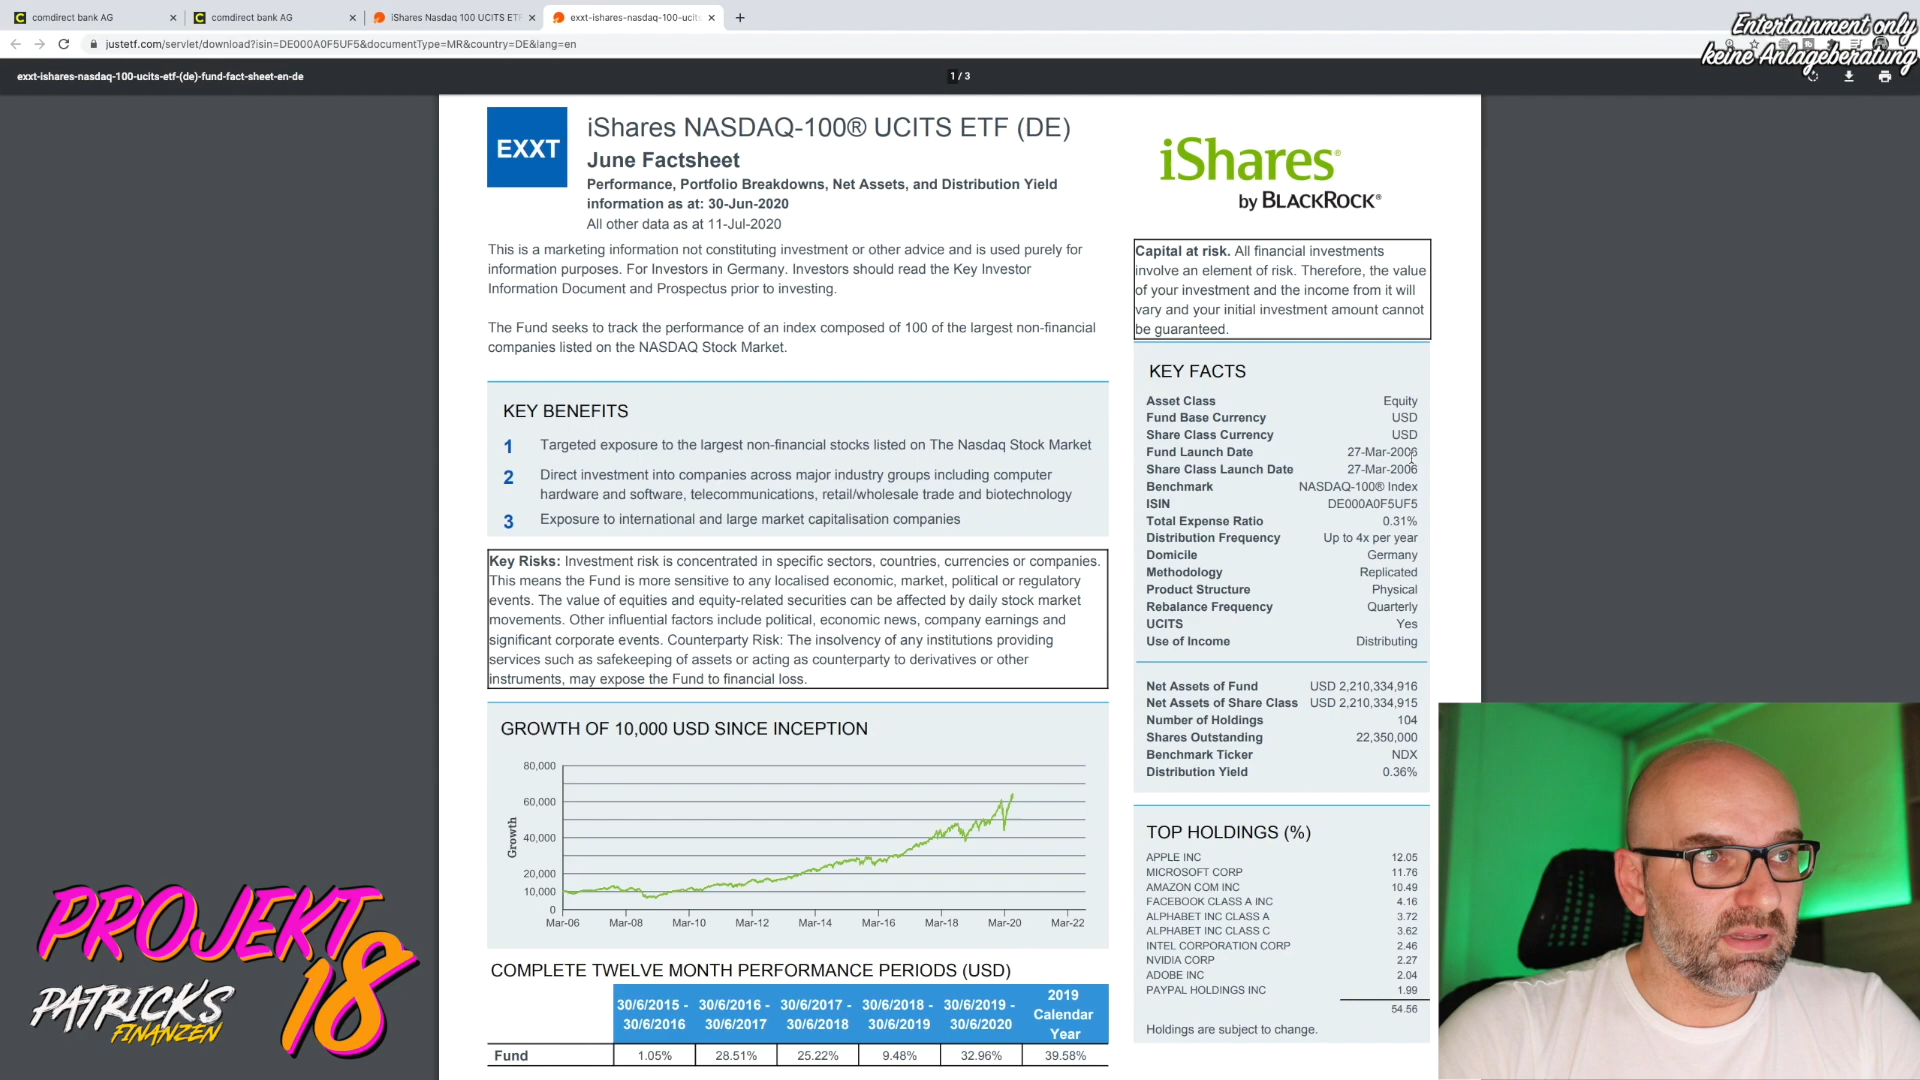 comdirect bank AG
comdirect bank AG
iShares Nasdaq 100 UCITS ETF
exxt-ishares-nasdaq-100-ucits
justetf.com/servlet/download?isin=DE000A0F5UF5&documentType=MR&country=DE&lang=en
Entertainment only
keine Anlageberatung
exxt-ishares-nasdaq-100-ucits-etf-(de)-fund-fact-sheet-en-de
1 / 3
EXXT
iShares NASDAQ-100® UCITS ETF (DE)
June Factsheet
Performance, Portfolio Breakdowns, Net Assets, and Distribution Yield
information as at: 30-Jun-2020
All other data as at 11-Jul-2020
iShares®
by BLACKROCK®
This is a marketing information not constituting investment or other advice and is used purely for
information purposes. For Investors in Germany. Investors should read the Key Investor
Information Document and Prospectus prior to investing.
The Fund seeks to track the performance of an index composed of 100 of the largest non-financial
companies listed on the NASDAQ Stock Market.
Capital at risk. All financial investments
involve an element of risk. Therefore, the value
of your investment and the income from it will
vary and your initial investment amount cannot
be guaranteed.
KEY BENEFITS
1 Targeted exposure to the largest non-financial stocks listed on The Nasdaq Stock Market
2 Direct investment into companies across major industry groups including computer
hardware and software, telecommunications, retail/wholesale trade and biotechnology
3 Exposure to international and large market capitalisation companies
Key Risks: Investment risk is concentrated in specific sectors, countries, currencies or companies.
This means the Fund is more sensitive to any localised economic, market, political or regulatory
events. The value of equities and equity-related securities can be affected by daily stock market
movements. Other influential factors include political, economic news, company earnings and
significant corporate events. Counterparty Risk: The insolvency of any institutions providing
services such as safekeeping of assets or acting as counterparty to derivatives or other
instruments, may expose the Fund to financial loss.
GROWTH OF 10,000 USD SINCE INCEPTION
Growth
80,000
60,000
40,000
20,000
10,000
0
Mar-06 Mar-08 Mar-10 Mar-12 Mar-14 Mar-16 Mar-18 Mar-20 Mar-22
COMPLETE TWELVE MONTH PERFORMANCE PERIODS (USD)
30/6/2015 - 30/6/2016 - 30/6/2017 - 30/6/2018 - 30/6/2019 - 2019
30/6/2016 30/6/2017 30/6/2018 30/6/2019 30/6/2020 Calendar
Year
Fund 1.05% 28.51% 25.22% 9.48% 32.96% 39.58%
KEY FACTS
Asset Class Equity
Fund Base Currency USD
Share Class Currency USD
Fund Launch Date 27-Mar-2006
Share Class Launch Date 27-Mar-2006
Benchmark NASDAQ-100® Index
ISIN DE000A0F5UF5
Total Expense Ratio 0.31%
Distribution Frequency Up to 4x per year
Domicile Germany
Methodology Replicated
Product Structure Physical
Rebalance Frequency Quarterly
UCITS Yes
Use of Income Distributing
Net Assets of Fund USD 2,210,334,916
Net Assets of Share Class USD 2,210,334,915
Number of Holdings 104
Shares Outstanding 22,350,000
Benchmark Ticker NDX
Distribution Yield 0.36%
TOP HOLDINGS (%)
APPLE INC 12.05
MICROSOFT CORP 11.76
AMAZON COM INC 10.49
FACEBOOK CLASS A INC 4.16
ALPHABET INC CLASS A 3.72
ALPHABET INC CLASS C 3.62
INTEL CORPORATION CORP 2.46
NVIDIA CORP 2.27
ADOBE INC 2.04
PAYPAL HOLDINGS INC 1.99
54.56
Holdings are subject to change.
PROJEKT
18
PATRICKS
FINANZEN